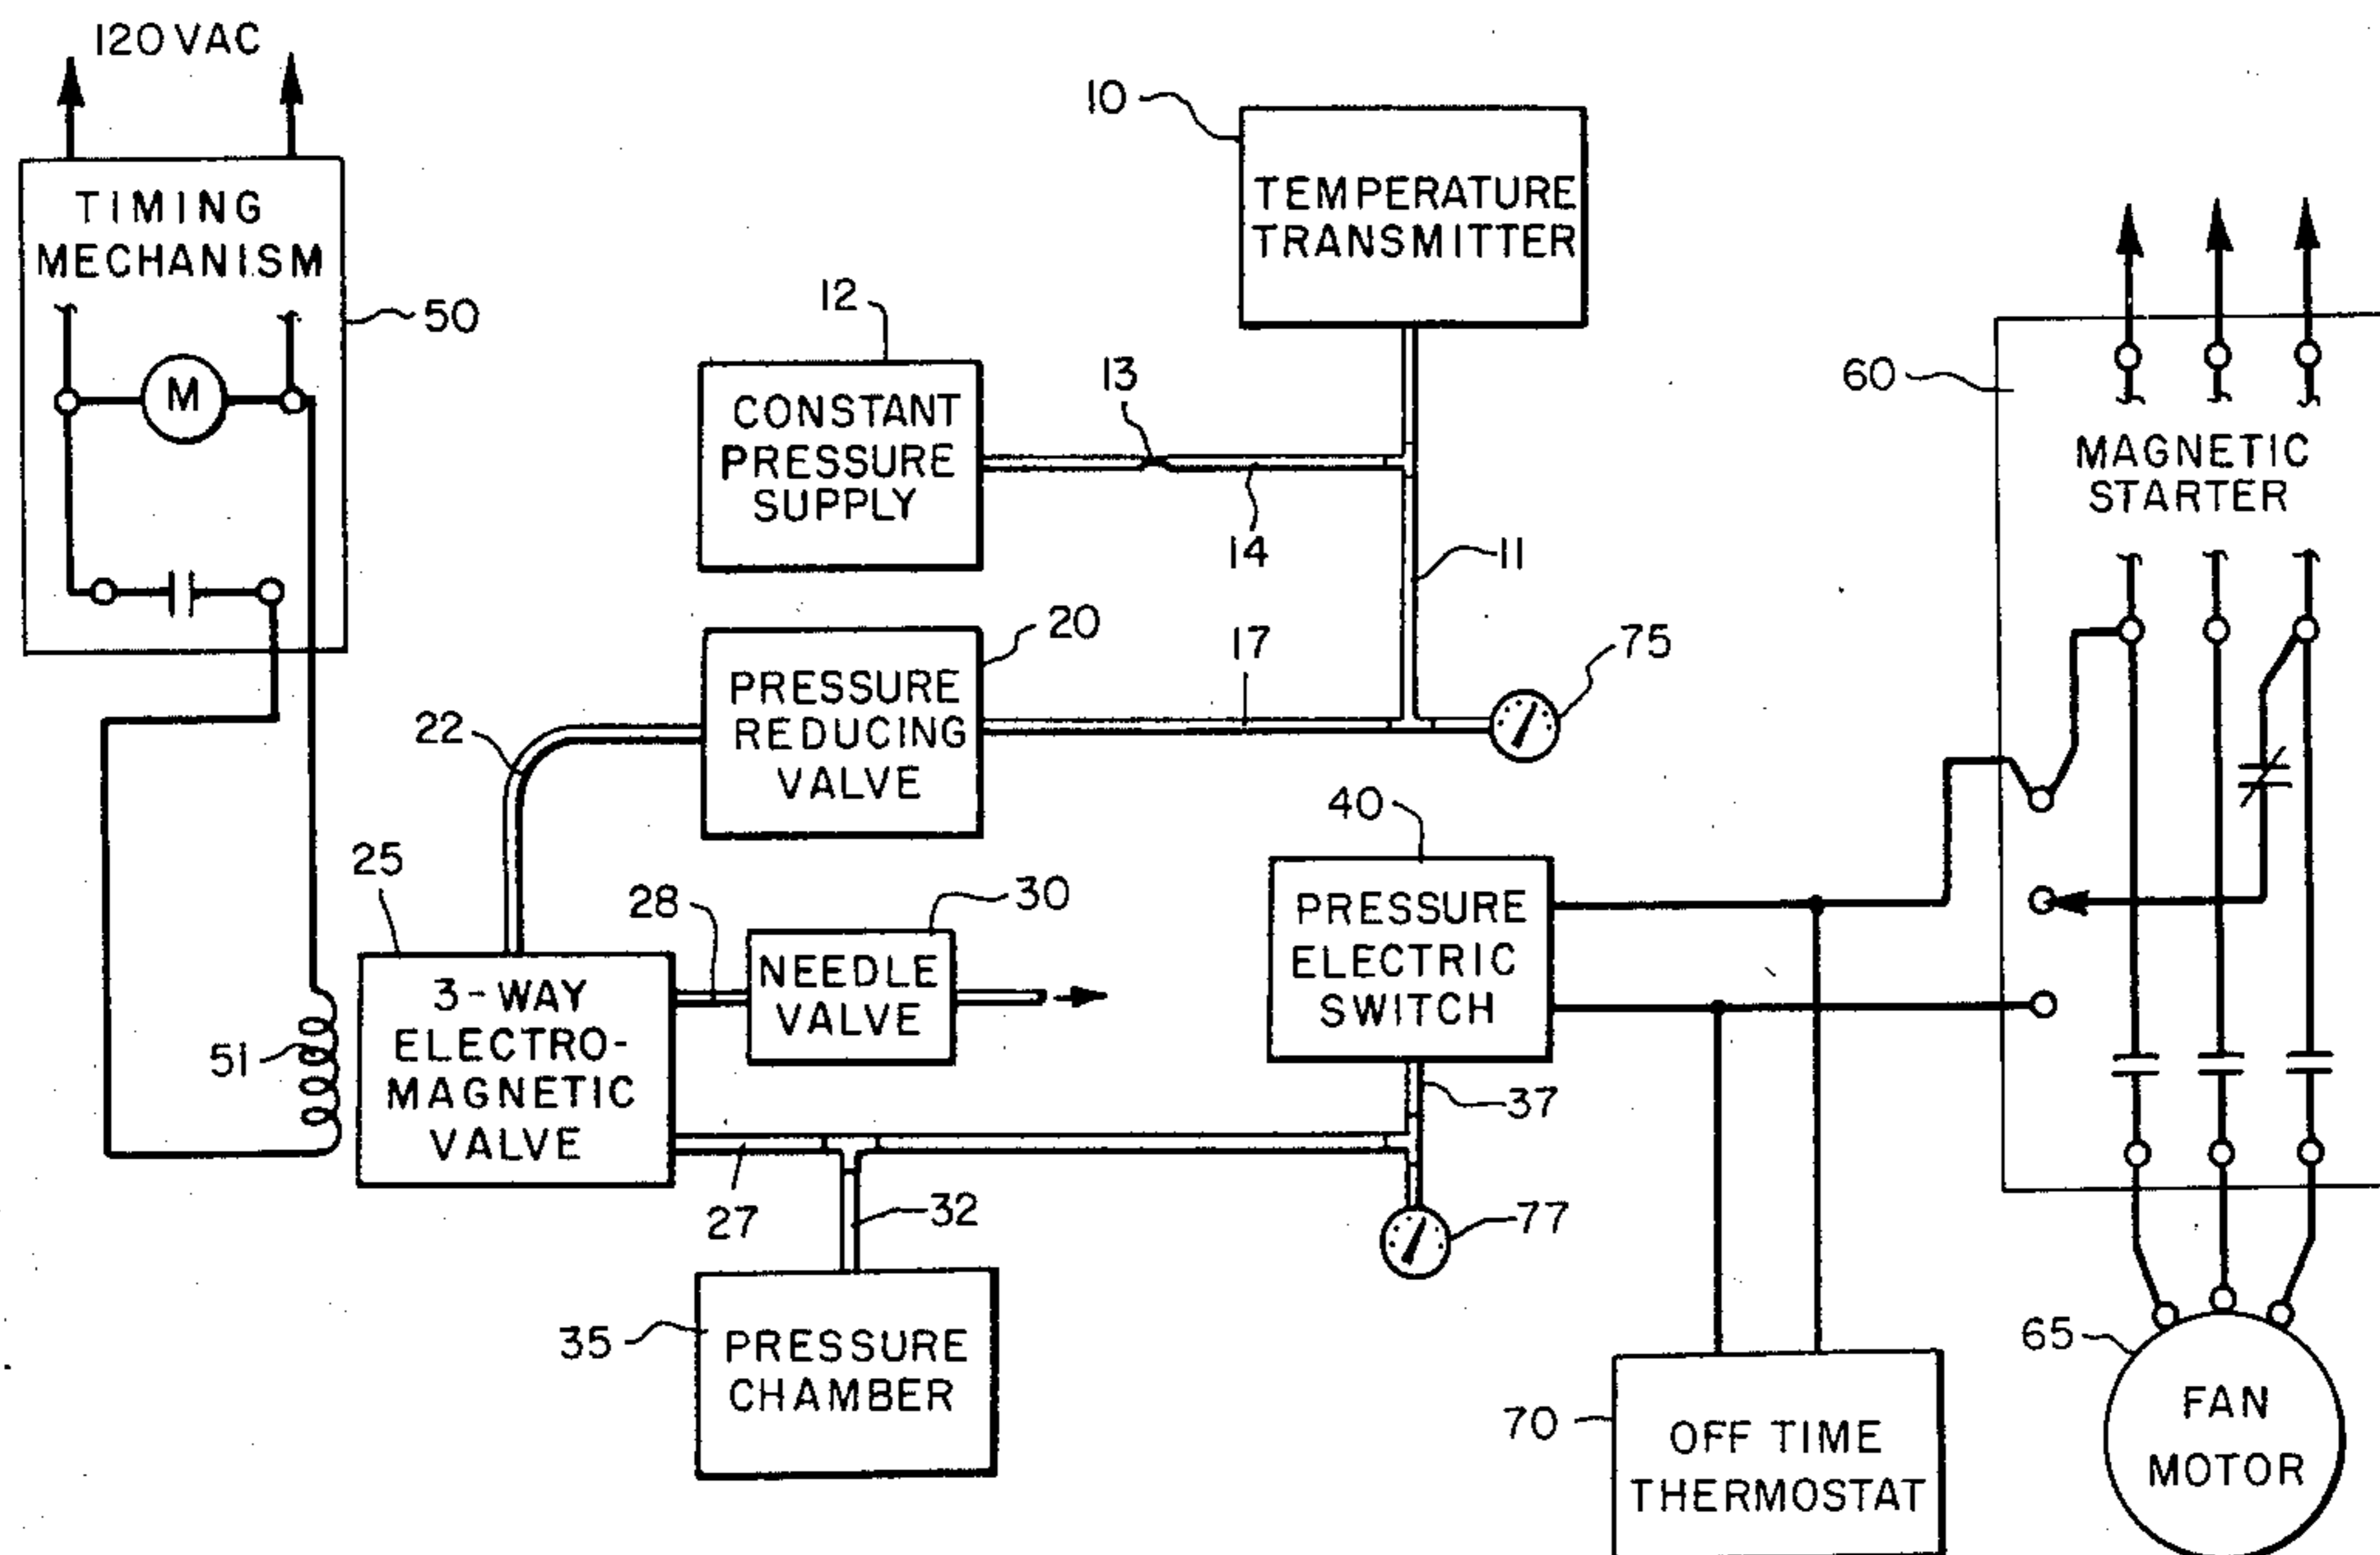 120 VAC
TIMING
MECHANISM
50
M
10
TEMPERATURE
TRANSMITTER
12
CONSTANT
PRESSURE
SUPPLY
13
14
11
60
MAGNETIC
STARTER
20
PRESSURE
REDUCING
VALVE
17
75
22
25
3-WAY
ELECTRO-
MAGNETIC
VALVE
51
28
30
NEEDLE
VALVE
40
PRESSURE
ELECTRIC
SWITCH
37
27
32
77
35
PRESSURE
CHAMBER
70
OFF TIME
THERMOSTAT
65
FAN
MOTOR